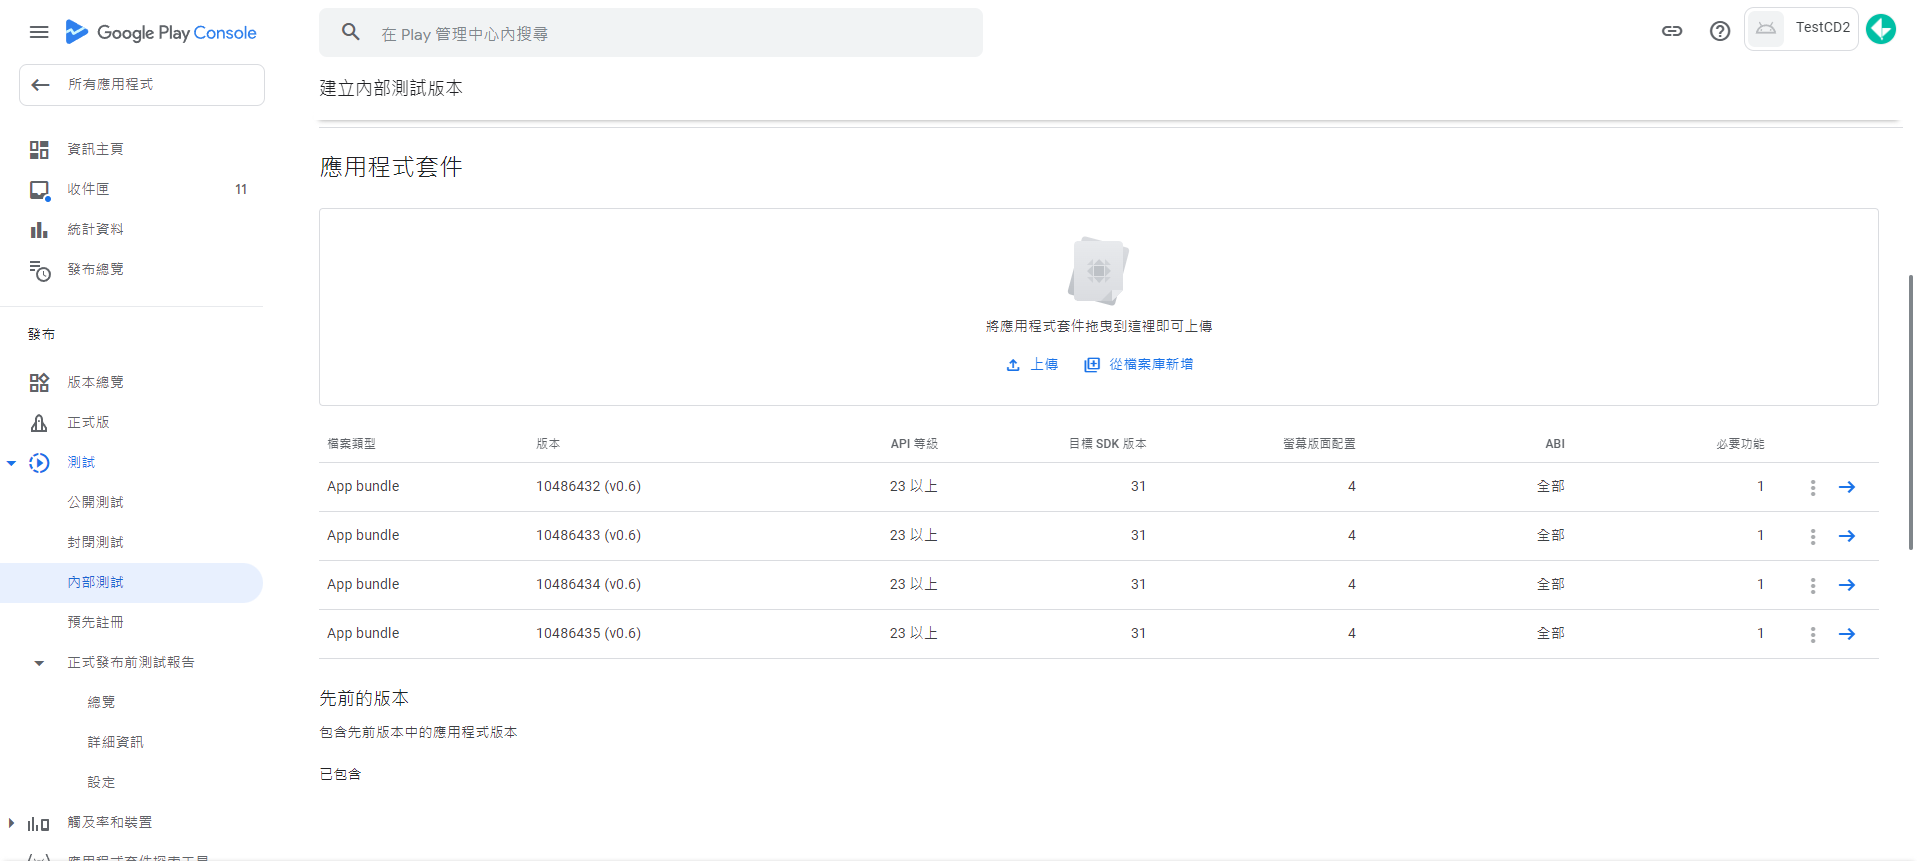 Google Play Console
在 Play 管理中心內搜尋
TestCD2
所有應用程式
建立內部測試版本
資訊主頁
收件匣 11
統計資料
發布總覽
發布
版本總覽
正式版
測試
公開測試
封閉測試
內部測試
預先註冊
正式發布前測試報告
總覽
詳細資訊
設定
觸及率和裝置
應用程式套件探索工具
應用程式套件
將應用程式套件拖曳到這裡即可上傳
上傳 從檔案庫新增
檔案類型 版本 API 等級 目標 SDK 版本 螢幕版面配置 ABI 必要功能
App bundle 10486432 (v0.6) 23 以上 31 4 全部 1
App bundle 10486433 (v0.6) 23 以上 31 4 全部 1
App bundle 10486434 (v0.6) 23 以上 31 4 全部 1
App bundle 10486435 (v0.6) 23 以上 31 4 全部 1
先前的版本
包含先前版本中的應用程式版本
已包含